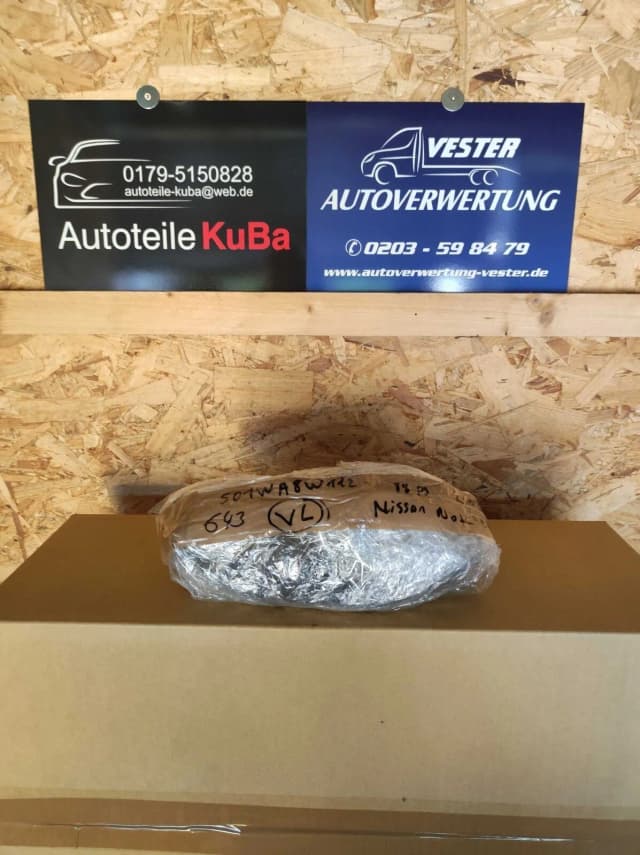 0179-5150828
autoteile-kuba@web.de
Autoteile KuBa
VESTER
AUTOVERWERTUNG
0203 - 59 84 79
www.autoverwertung-vester.de
643 VL Nissan